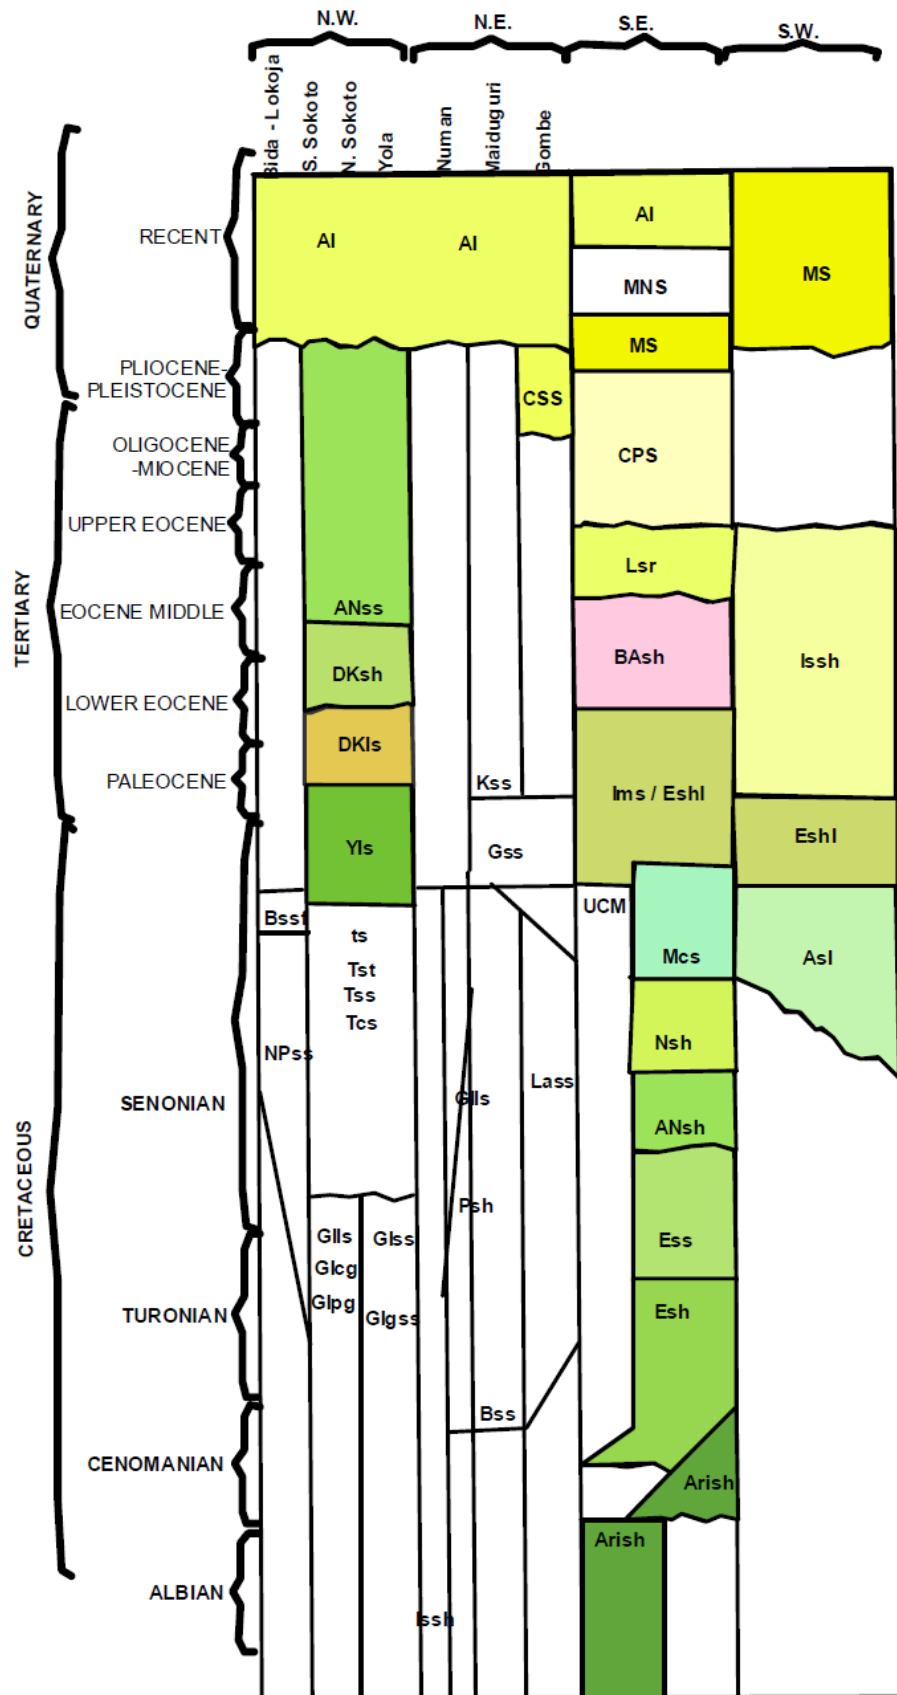 N.W.
N.E.
S.E.
S.W.
Bida - Lokoja
S. Sokoto
N. Sokoto
Yola
Numan
Maiduguri
Gombe
QUATERNARY
TERTIARY
CRETACEOUS
RECENT
PLIOCENE-
PLEISTOCENE
OLIGOCENE
-MIOCENE
UPPER EOCENE
EOCENE MIDDLE
LOWER EOCENE
PALEOCENE
SENONIAN
TURONIAN
CENOMANIAN
ALBIAN
Al
Al
Al
MNS
MS
MS
CSS
CPS
Lsr
ANss
BAsh
Issh
DKsh
DKls
Kss
Ims / Eshl
Yls
Gss
Eshl
Bssf
UCM
ts
Tst
Tss
Tcs
Mcs
Asl
NPss
Nsh
Lass
Glls
ANsh
Psh
Glls
Glss
Glcg
Glpg
Glgss
Ess
Esh
Bss
Arish
Arish
Issh